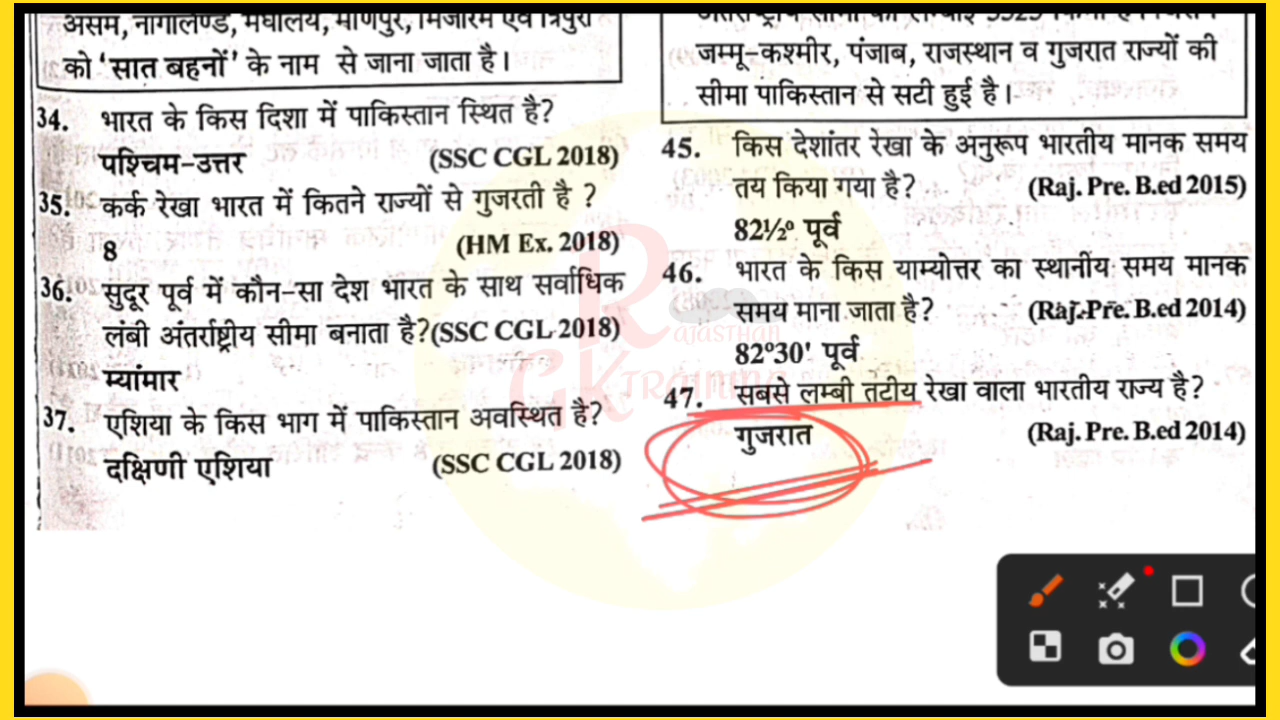 असम, नागालैण्ड, मेघालय, मणिपुर, मिजोरम एवं त्रिपुरा
को 'सात बहनों' के नाम से जाना जाता है।
34. भारत के किस दिशा में पाकिस्तान स्थित है?
पश्चिम-उत्तर (SSC CGL 2018)
35. कर्क रेखा भारत में कितने राज्यों से गुजरती है ?
8 (HM Ex. 2018)
36. सुदूर पूर्व में कौन-सा देश भारत के साथ सर्वाधिक
लंबी अंतर्राष्ट्रीय सीमा बनाता है?(SSC CGL 2018)
म्यांमार
37. एशिया के किस भाग में पाकिस्तान अवस्थित है?
दक्षिणी एशिया (SSC CGL 2018)
जम्मू-कश्मीर, पंजाब, राजस्थान व गुजरात राज्यों की
सीमा पाकिस्तान से सटी हुई है।
45. किस देशांतर रेखा के अनुरूप भारतीय मानक समय
तय किया गया है? (Raj. Pre. B.ed 2015)
82½° पूर्व
46. भारत के किस याम्योत्तर का स्थानीय समय मानक
समय माना जाता है? (Raj. Pre. B.ed 2014)
82°30' पूर्व
47. सबसे लम्बी तटीय रेखा वाला भारतीय राज्य है?
गुजरात (Raj. Pre. B.ed 2014)
RAJASTHAN
GK TRAINING